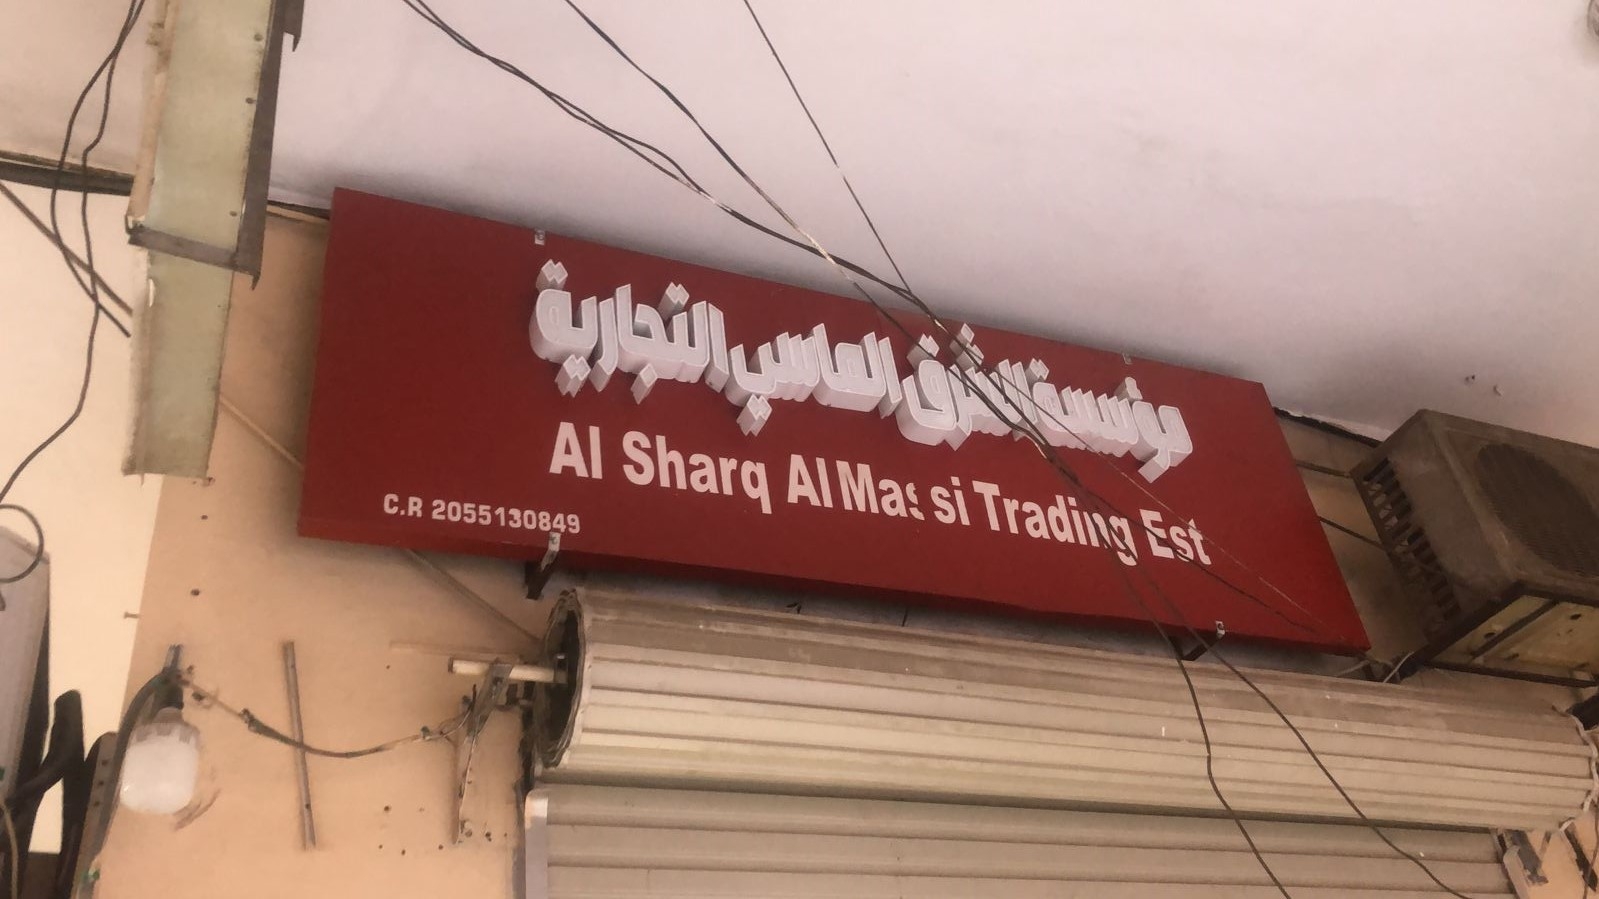 مؤسسة الشرق الماسي التجارية
Al Sharq Al Massi Trading Est
C.R 2055130849